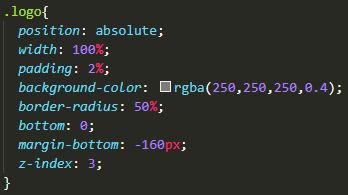 .logo{
position: absolute;
width: 100%;
padding: 2%;
background-color: rgba(250,250,250,0.4);
border-radius: 50%;
bottom: 0;
margin-bottom: -160px;
z-index: 3;
}